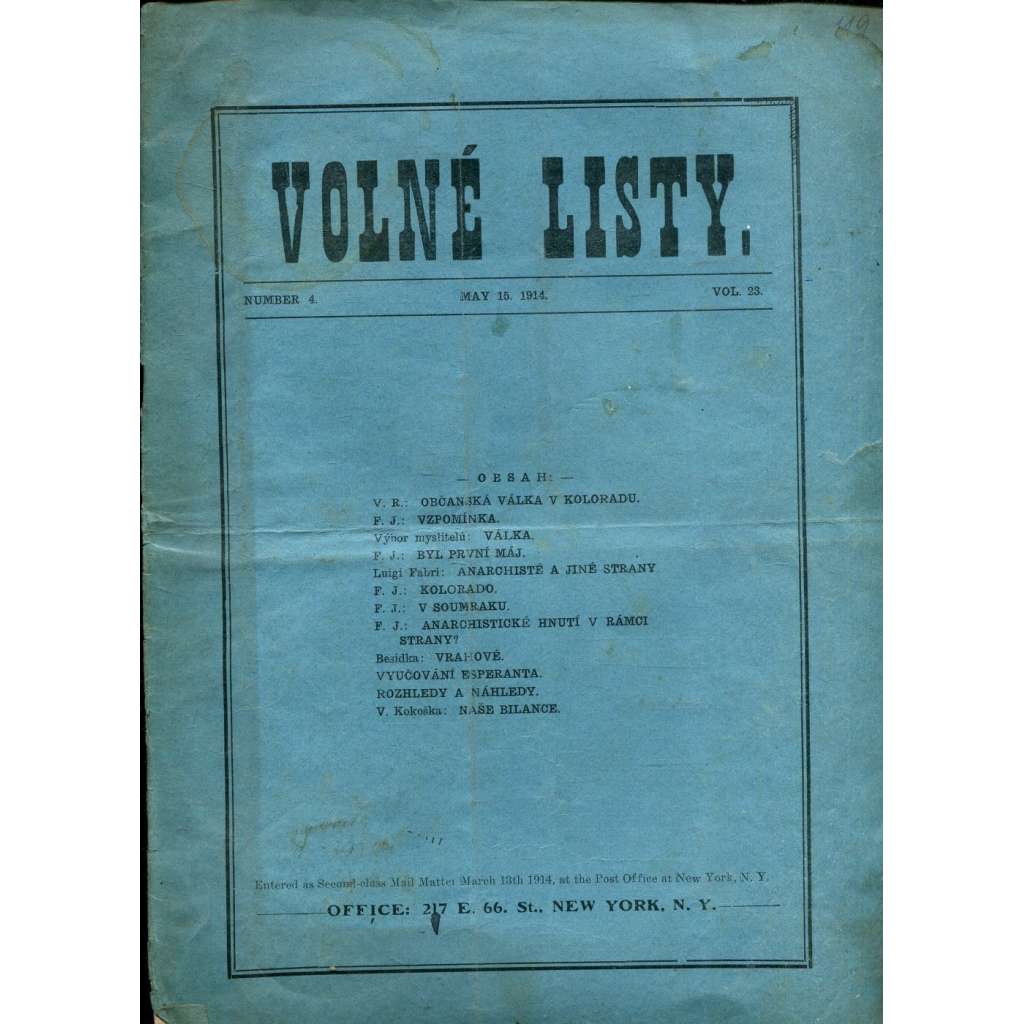 VOLNÉ LISTY.
NUMBER 4. MAY 15. 1914. VOL. 23.
— OBSAH: —
V. R.: OBČANSKÁ VÁLKA V KOLORADU.
F. J.: VZPOMÍNKA.
Výbor myslitelů: VÁLKA.
F. J.: BYL PRVNÍ MÁJ.
Luigi Fabri: ANARCHISTÉ A JINÉ STRANY
F. J.: KOLORADO.
F. J.: V SOUMRAKU.
F. J.: ANARCHISTICKÉ HNUTÍ V RÁMCI
STRANY?
Besídka: VRAHOVÉ.
VYUČOVÁNÍ ESPERANTA.
ROZHLEDY A NÁHLEDY.
V. Kokoška: NAŠE BILANCE.
Entered as Second-class Mail Matter March 13th 1914, at the Post Office at New York, N. Y.
OFFICE: 217 E. 66. St., NEW YORK, N. Y.